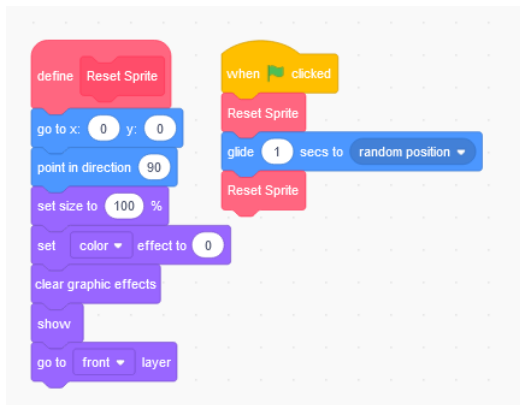 define Reset Sprite
go to x: 0 y: 0
point in direction 90
set size to 100 %
set color effect to 0
clear graphic effects
show
go to front layer
when clicked
Reset Sprite
glide 1 secs to random position
Reset Sprite